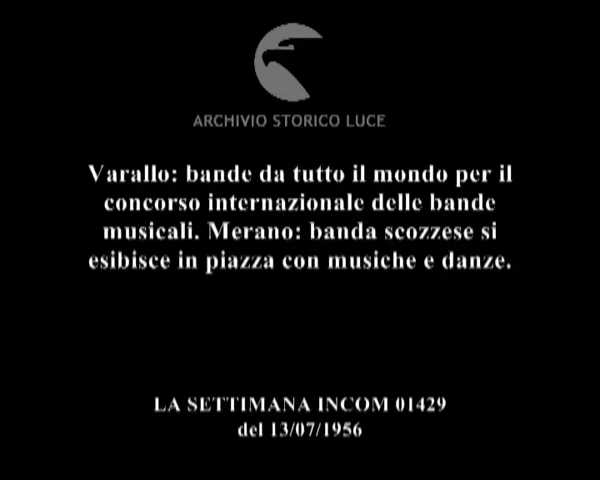 ARCHIVIO STORICO LUCE
Varallo: bande da tutto il mondo per il
concorso internazionale delle bande
musicali. Merano: banda scozzese si
esibisce in piazza con musiche e danze.
LA SETTIMANA INCOM 01429
del 13/07/1956